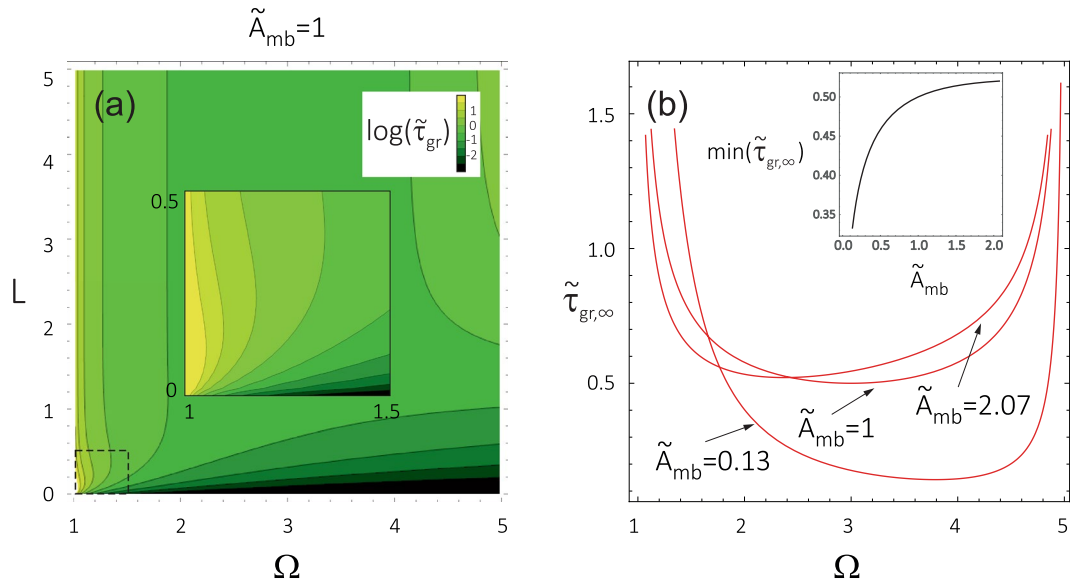 Ã_mb=1
(a)
log(τ̃_gr)
1
0
-1
-2
5
4
3
2
1
0
L
0.5
0
1
1.5
1
2
3
4
5
Ω
(b)
1.5
1.0
0.5
τ̃_gr,∞
min(τ̃_gr,∞)
0.50
0.45
0.40
0.35
0.0
0.5
1.0
1.5
2.0
Ã_mb
Ã_mb=2.07
Ã_mb=1
Ã_mb=0.13
1
2
3
4
5
Ω